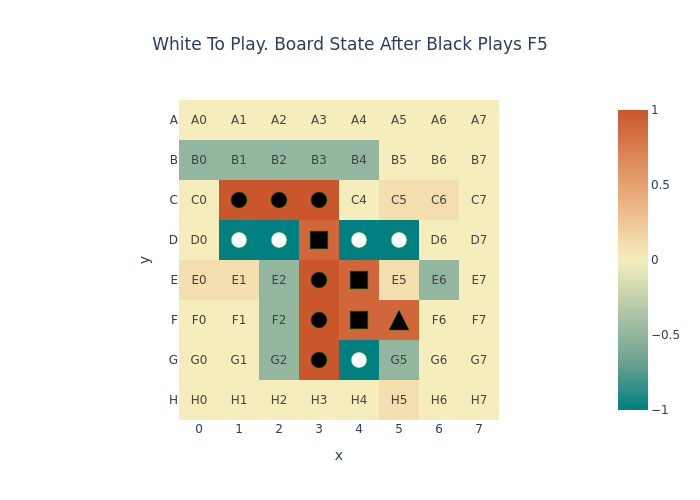 White To Play. Board State After Black Plays F5
A A0 A1 A2 A3 A4 A5 A6 A7 1
B B0 B1 B2 B3 B4 B5 B6 B7
C C0 C4 C5 C6 C7 0.5
D D0 D6 D7
y 0
E E0 E1 E2 E5 E6 E7
F F0 F1 F2 F6 F7 −0.5
G G0 G1 G2 G5 G6 G7
H H0 H1 H2 H3 H4 H5 H6 H7 −1
0 1 2 3 4 5 6 7
x